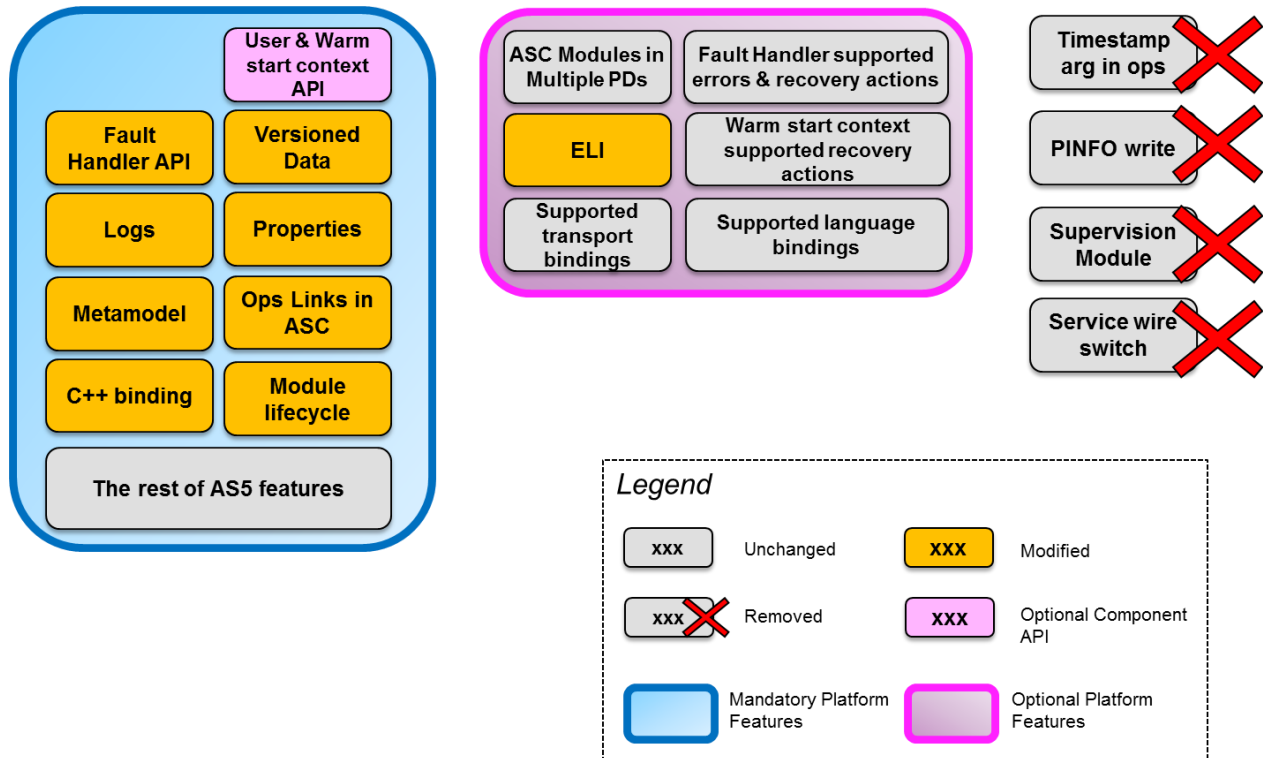 User & Warm
start context
API
Fault
Handler API
Versioned
Data
Logs
Properties
Metamodel
Ops Links in
ASC
C++ binding
Module
lifecycle
The rest of AS5 features
ASC Modules in
Multiple PDs
Fault Handler supported
errors & recovery actions
ELI
Warm start context
supported recovery
actions
Supported
transport
bindings
Supported language
bindings
Timestamp
arg in ops
PINFO write
Supervision
Module
Service wire
switch
Legend
xxx
Unchanged
xxx
Modified
xxx
Removed
xxx
Optional Component
API
Mandatory Platform
Features
Optional Platform
Features